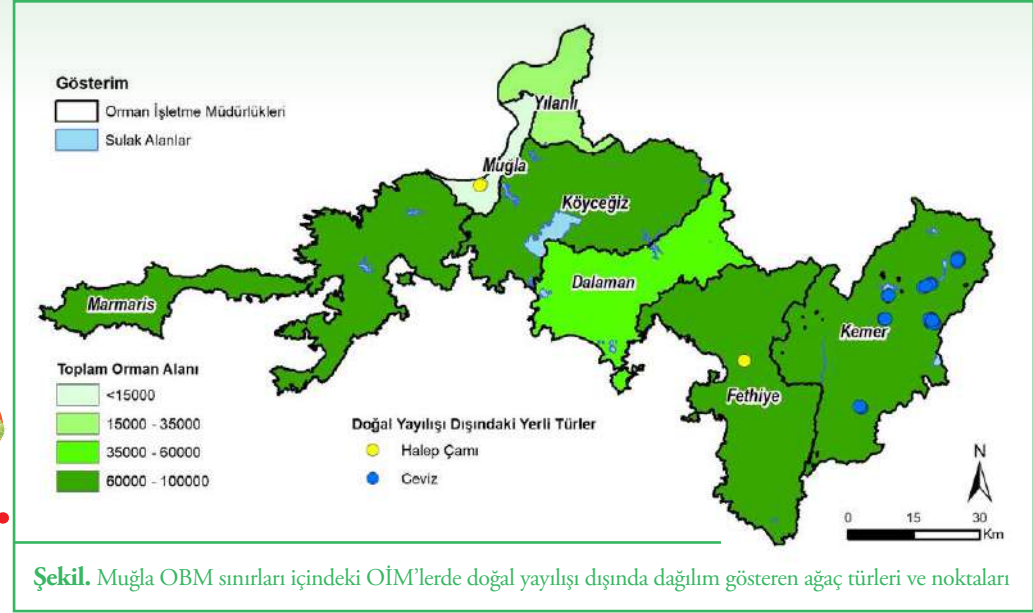 Gösterim
Orman İşletme Müdürlükleri
Sulak Alanlar
Yılanlı
Muğla
Köyceğiz
Dalaman
Marmaris
Kemer
Fethiye
Toplam Orman Alanı
<15000
15000 - 35000
35000 - 60000
60000 - 100000
Doğal Yayılışı Dışındaki Yerli Türler
Halep Çamı
Ceviz
N
0 15 30
Km
Şekil. Muğla OBM sınırları içindeki OİM'lerde doğal yayılışı dışında dağılım gösteren ağaç türleri ve noktaları